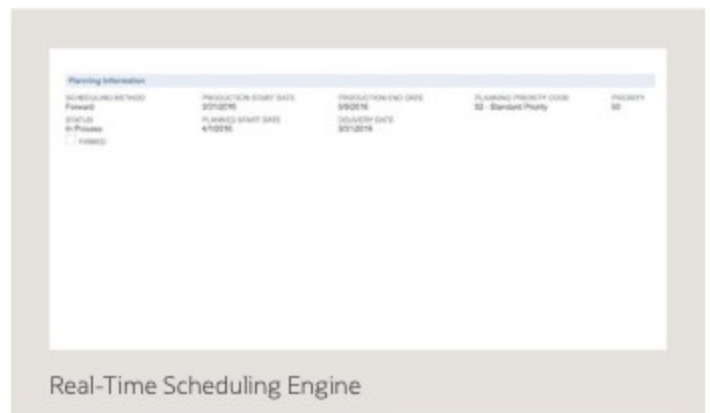 Planning Information
SCHEDULING METHOD PRODUCTION START DATE PRODUCTION END DATE PLANNING PRIORITY CODE PRIORITY
Forward 3/31/2016 5/9/2016 02 - Standard Priority
STATUS PLANNED START DATE DELIVERY DATE
In Process 4/1/2016 5/31/2016
FIRMED
Real-Time Scheduling Engine